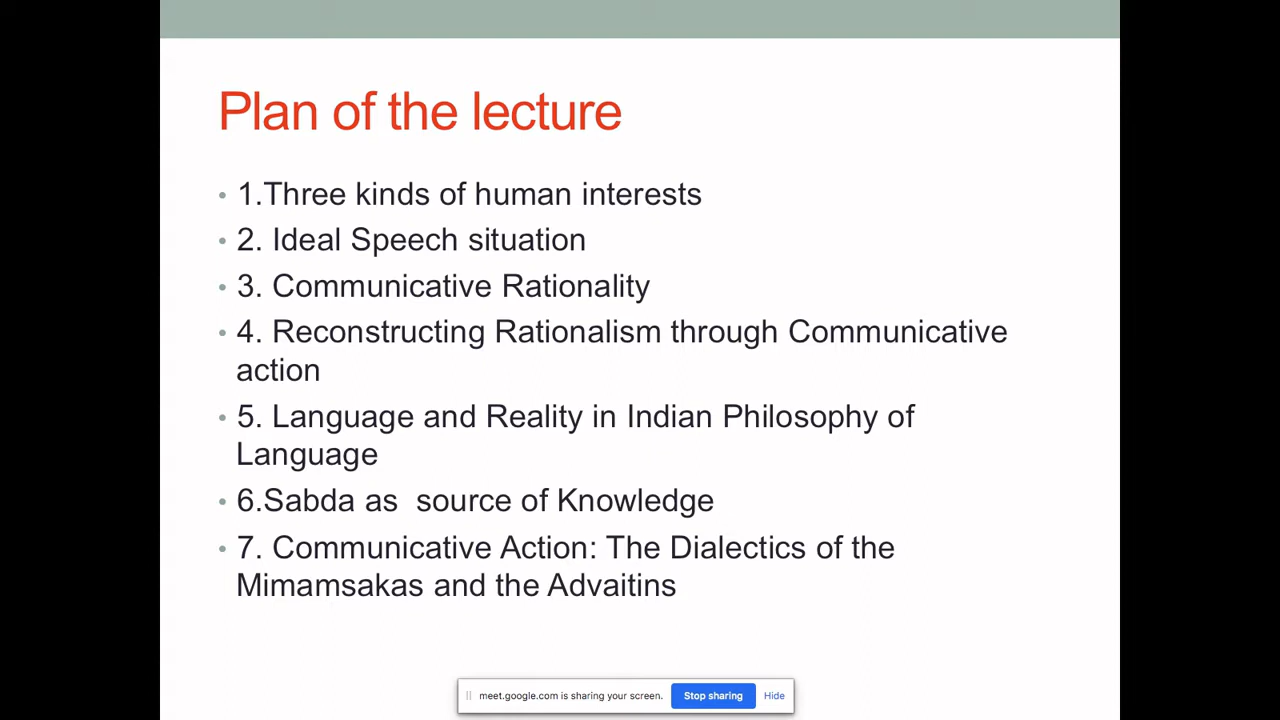 Plan of the lecture
• 1.Three kinds of human interests
• 2. Ideal Speech situation
• 3. Communicative Rationality
• 4. Reconstructing Rationalism through Communicative
action
• 5. Language and Reality in Indian Philosophy of
Language
• 6.Sabda as  source of Knowledge
• 7. Communicative Action: The Dialectics of the
Mimamsakas and the Advaitins
meet.google.com is sharing your screen. Stop sharing Hide